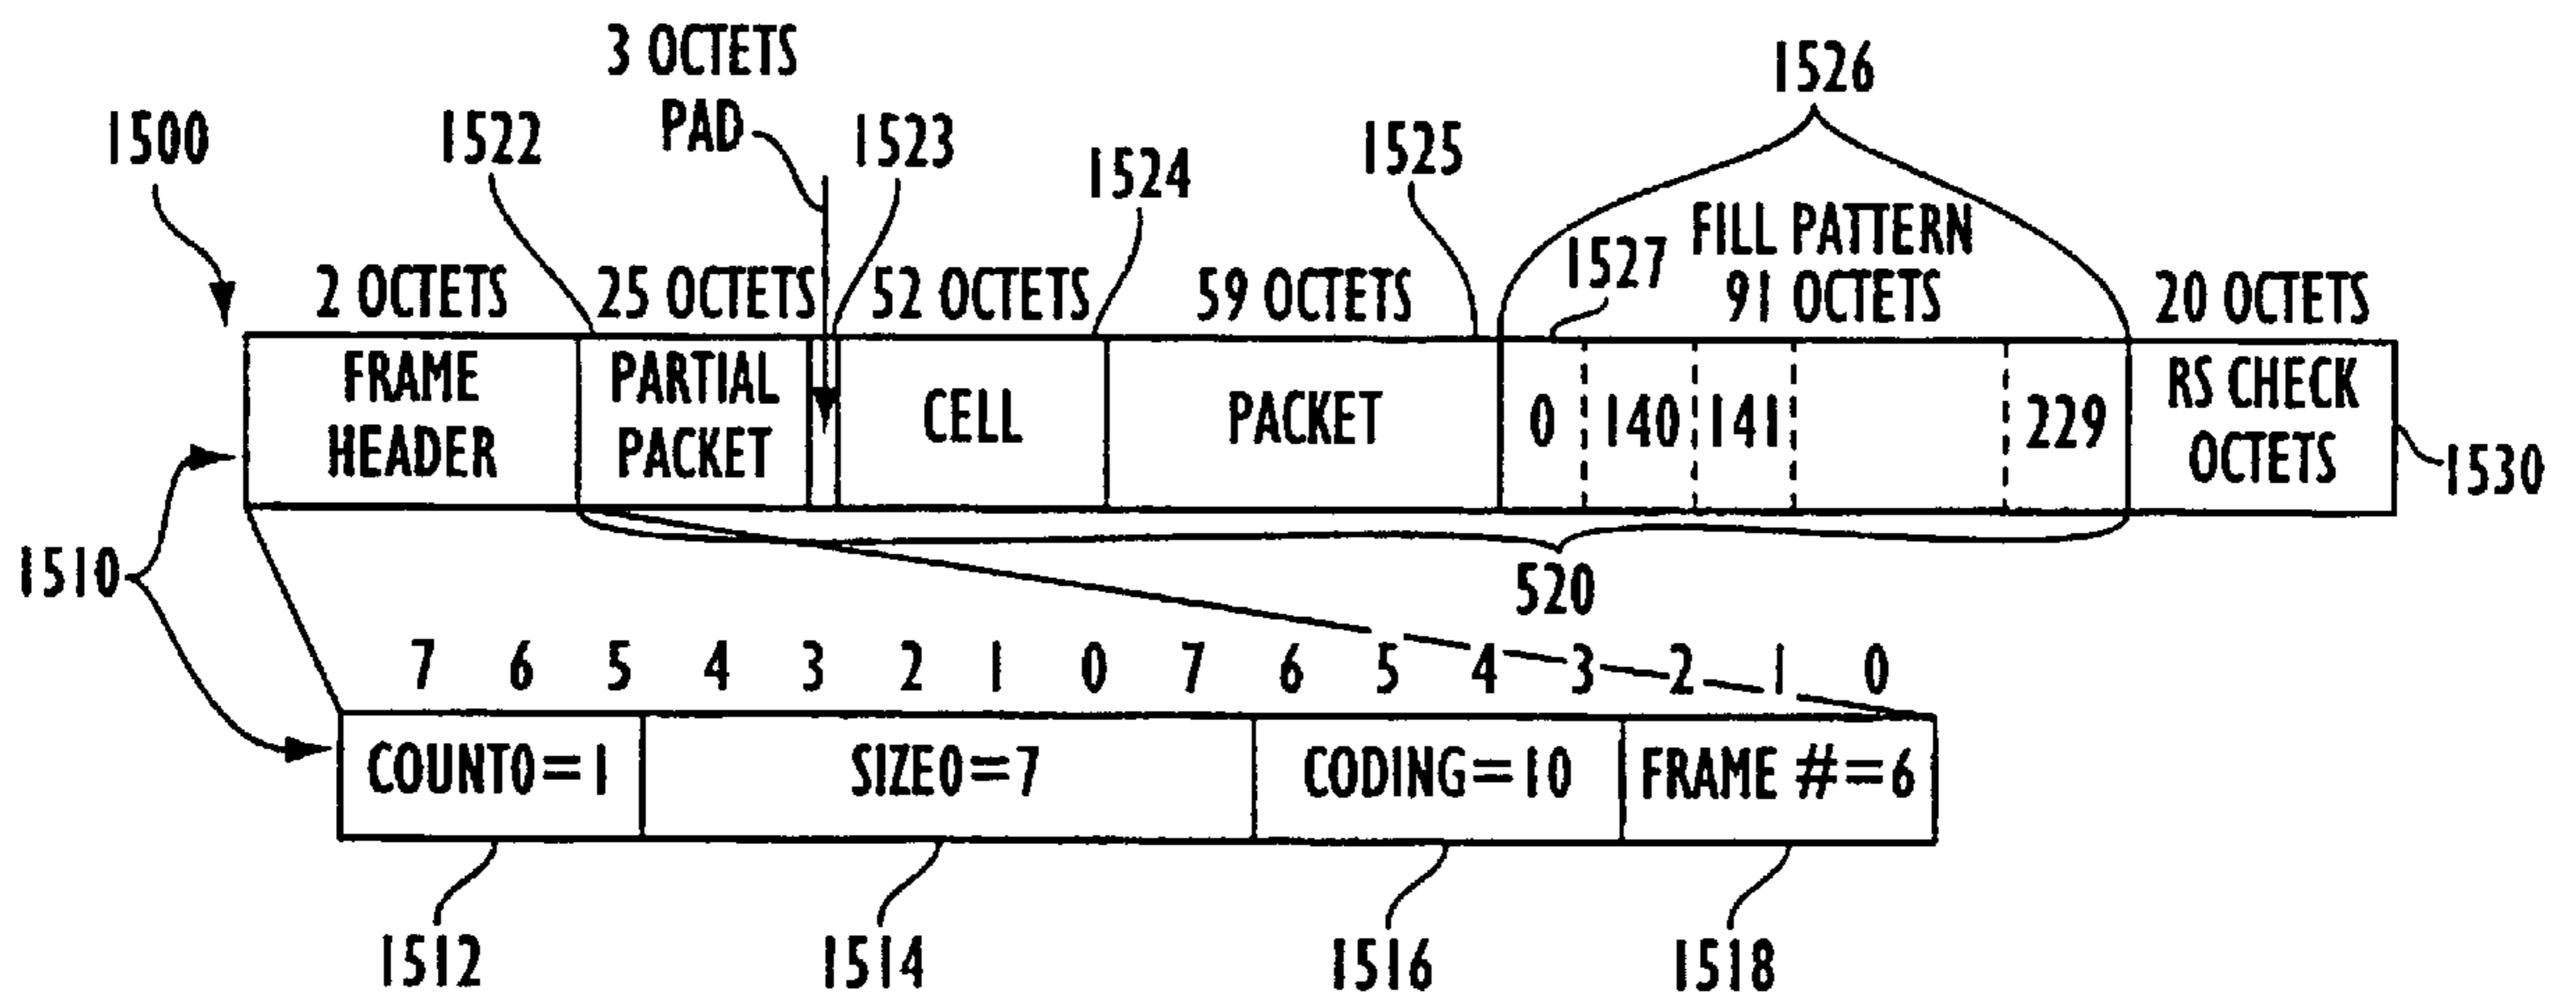 3 OCTETS
PAD
1500
1522
1523
1524
1525
1526
1527
FILL PATTERN
2 OCTETS
25 OCTETS
52 OCTETS
59 OCTETS
91 OCTETS
20 OCTETS
FRAME
HEADER
PARTIAL
PACKET
CELL
PACKET
0
140
141
229
RS CHECK
OCTETS
1530
1510
520
7 6 5 4 3 2 1 0 7 6 5 4 3 2 1 0
COUNT0=1
SIZE0=7
CODING=10
FRAME #=6
1512
1514
1516
1518